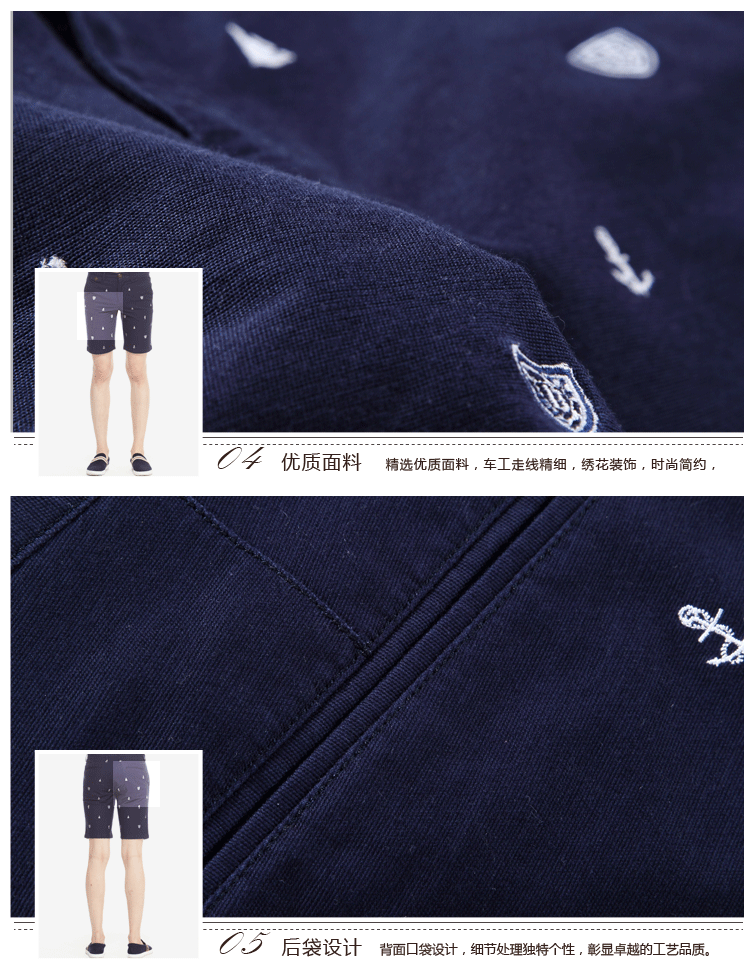 04 优质面料 精选优质面料，车工走线精细，绣花装饰，时尚简约，
05 后袋设计 背面口袋设计，细节处理独特个性，彰显卓越的工艺品质。